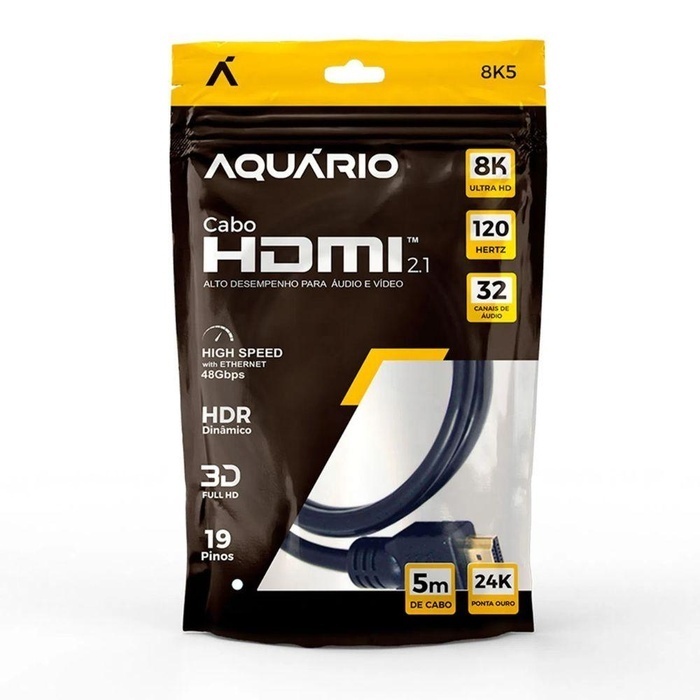 8K5
AQUÁRIO
Cabo
HDMI™ 2.1
ALTO DESEMPENHO PARA ÁUDIO E VÍDEO
8K
ULTRA HD
120
HERTZ
32
CANAIS DE
ÁUDIO
HIGH SPEED
with ETHERNET
48Gbps
HDR
Dinâmico
3D
FULL HD
19
Pinos
5m
DE CABO
24K
PONTA OURO